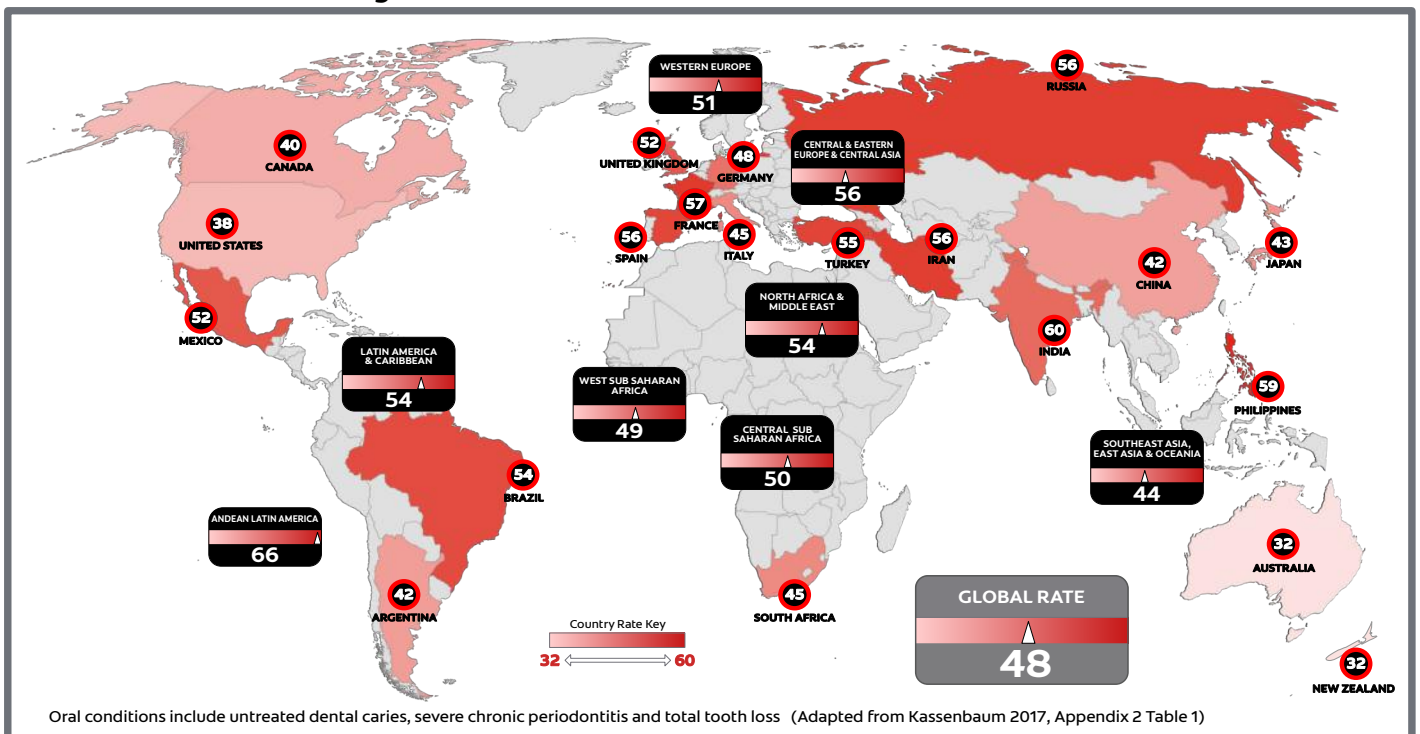 WESTERN EUROPE
51
56
RUSSIA
40
CANADA
52
UNITED KINGDOM
48
GERMANY
CENTRAL & EASTERN
EUROPE & CENTRAL ASIA
56
38
UNITED STATES
57
FRANCE
56
SPAIN
45
ITALY
55
TURKEY
56
IRAN
42
CHINA
43
JAPAN
52
MEXICO
NORTH AFRICA &
MIDDLE EAST
54
60
INDIA
LATIN AMERICA
& CARIBBEAN
54
WEST SUB SAHARAN
AFRICA
49
59
PHILIPPINES
CENTRAL SUB
SAHARAN AFRICA
50
SOUTHEAST ASIA,
EAST ASIA & OCEANIA
44
54
BRAZIL
ANDEAN LATIN AMERICA
66
32
AUSTRALIA
42
ARGENTINA
45
SOUTH AFRICA
GLOBAL RATE
48
Country Rate Key
32 60
32
NEW ZEALAND
Oral conditions include untreated dental caries, severe chronic periodontitis and total tooth loss (Adapted from Kassenbaum 2017, Appendix 2 Table 1)